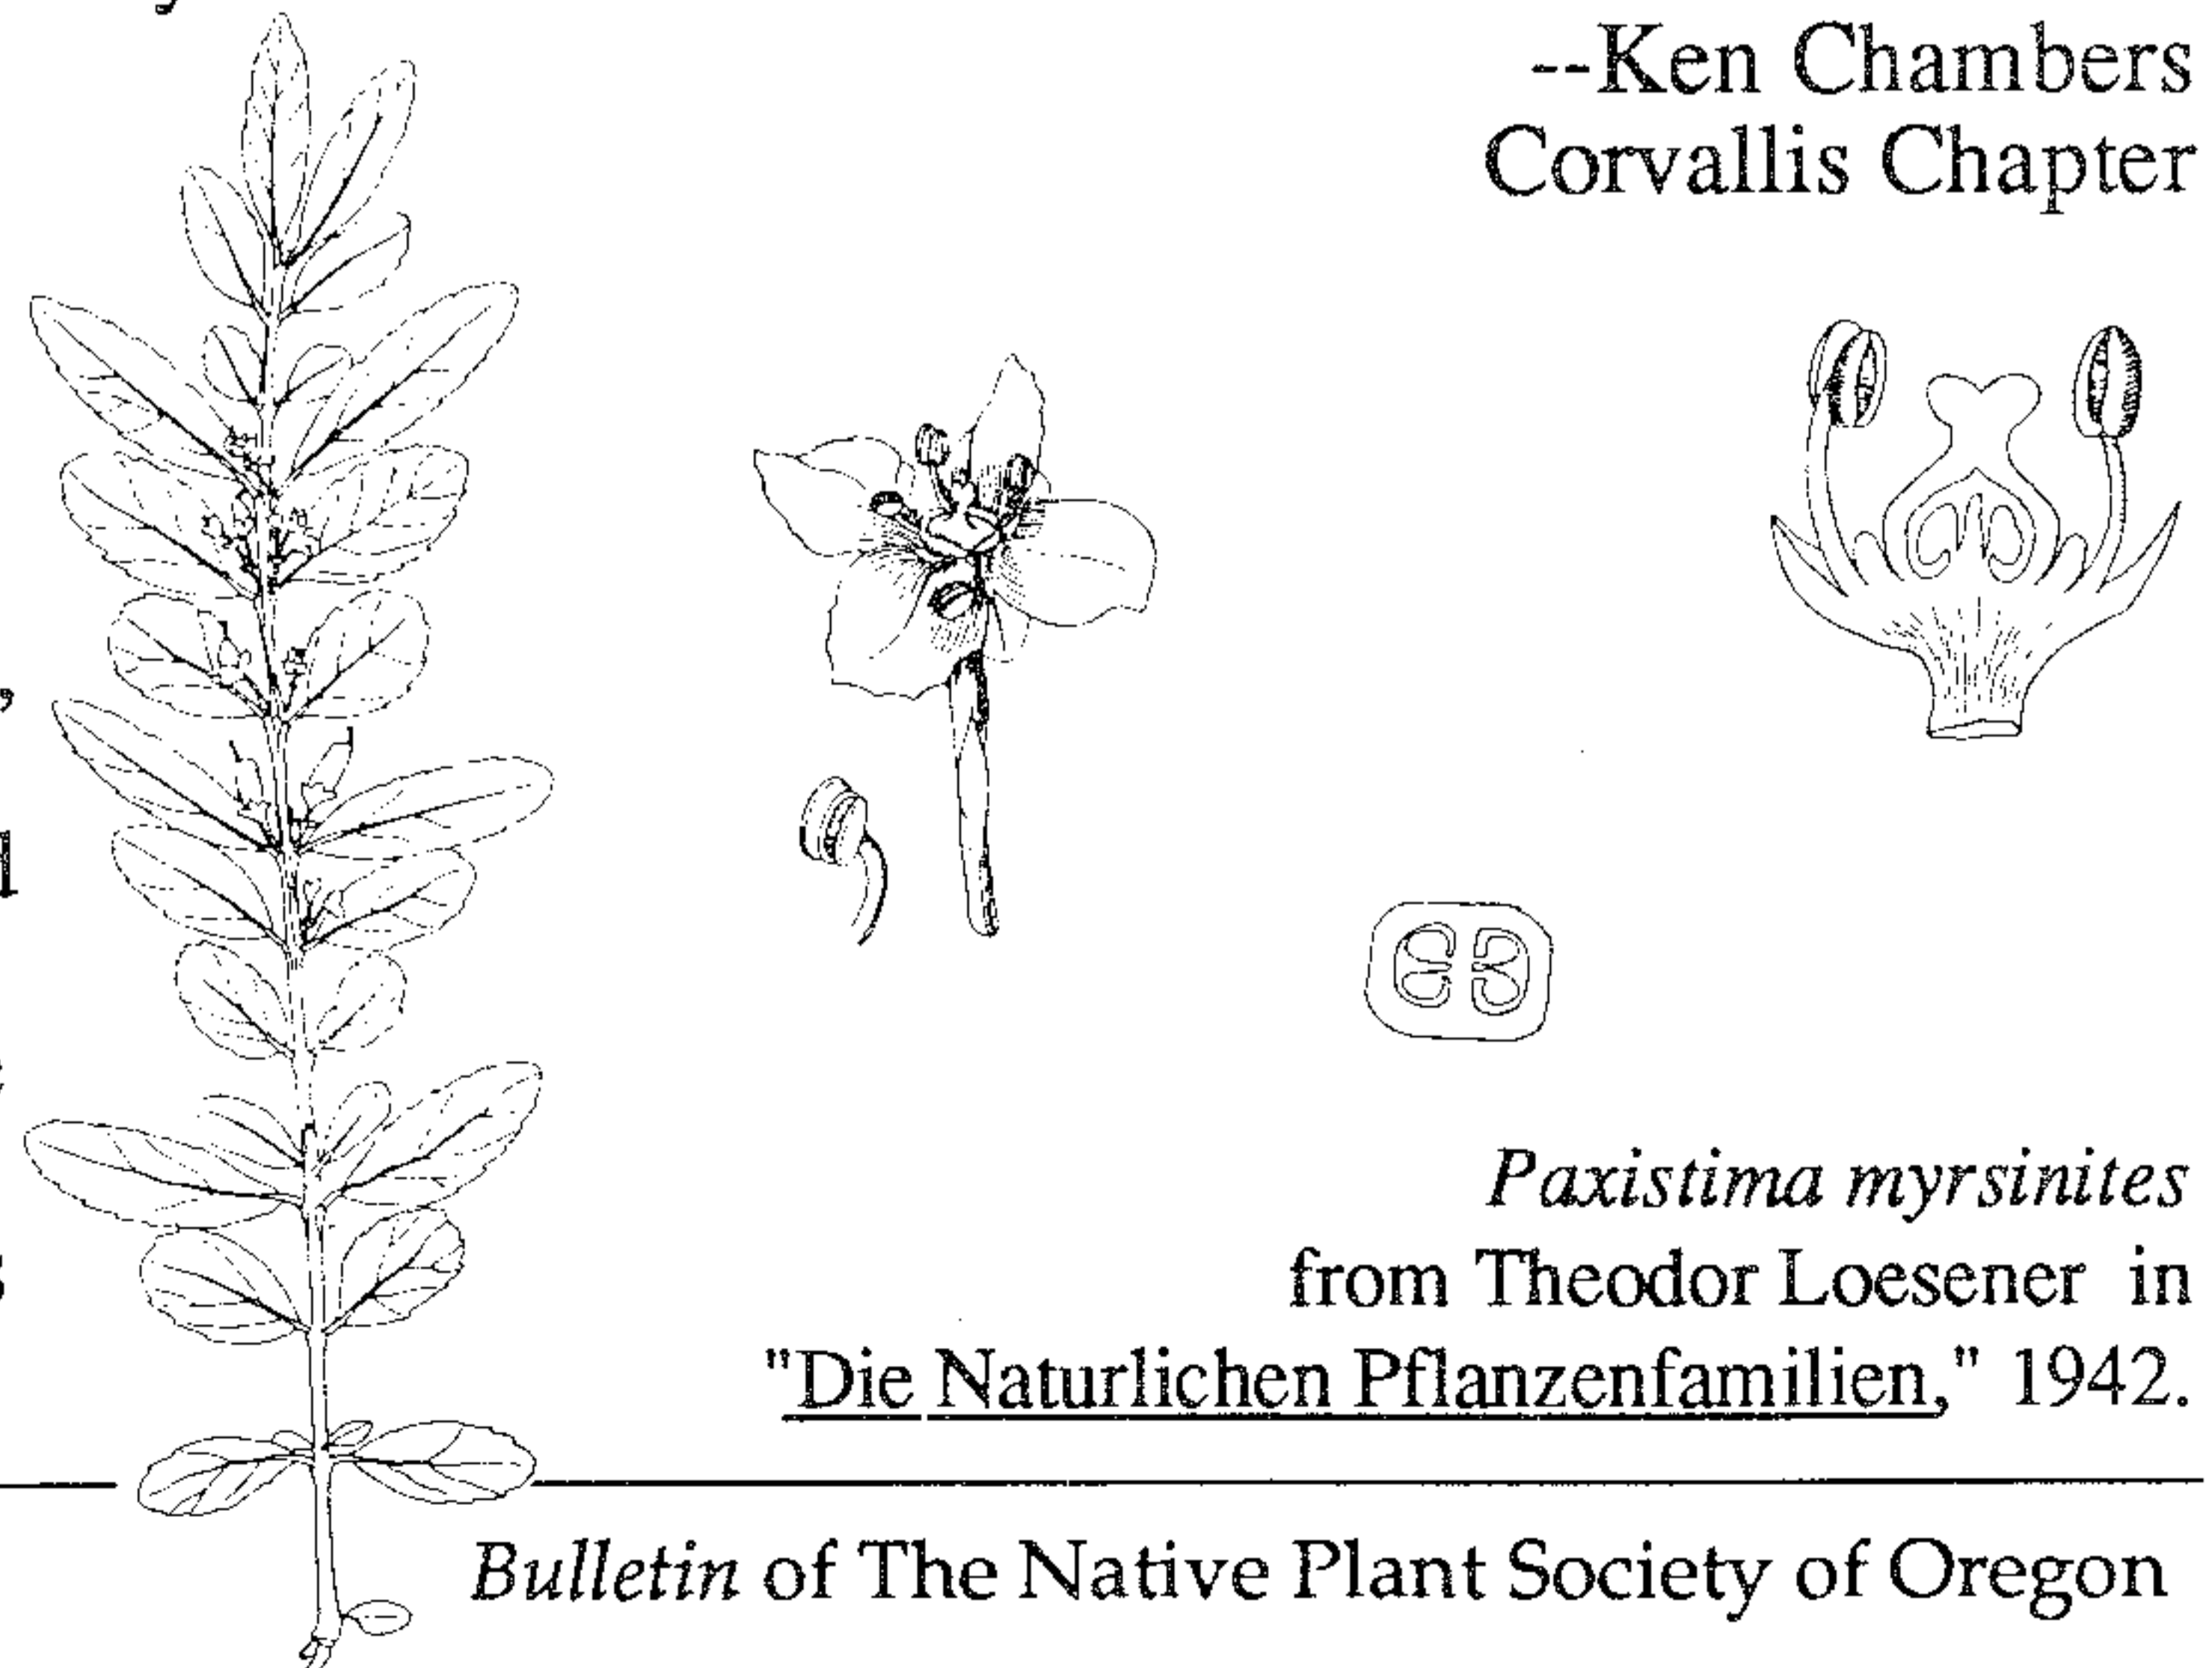 --Ken Chambers
Corvallis Chapter
Paxistima myrsinites
from Theodor Loesener in
"Die Naturlichen Pflanzenfamilien," 1942.
Bulletin of The Native Plant Society of Oregon